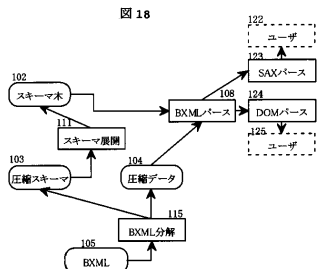 図 18
122
ユーザ
123
SAXパース
102
スキーマ木
108
BXMLパース
124
DOMパース
111
スキーマ展開
125
ユーザ
103
圧縮スキーマ
104
圧縮データ
115
BXML分解
105
BXML